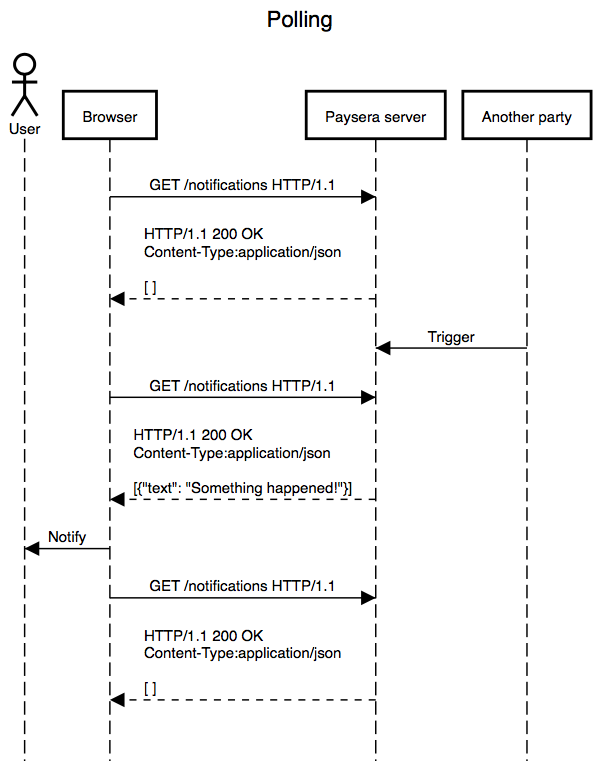 Polling
User
Browser
Paysera server
Another party
GET /notifications HTTP/1.1
HTTP/1.1 200 OK
Content-Type:application/json
[ ]
Trigger
GET /notifications HTTP/1.1
HTTP/1.1 200 OK
Content-Type:application/json
[{"text": "Something happened!"}]
Notify
GET /notifications HTTP/1.1
HTTP/1.1 200 OK
Content-Type:application/json
[ ]